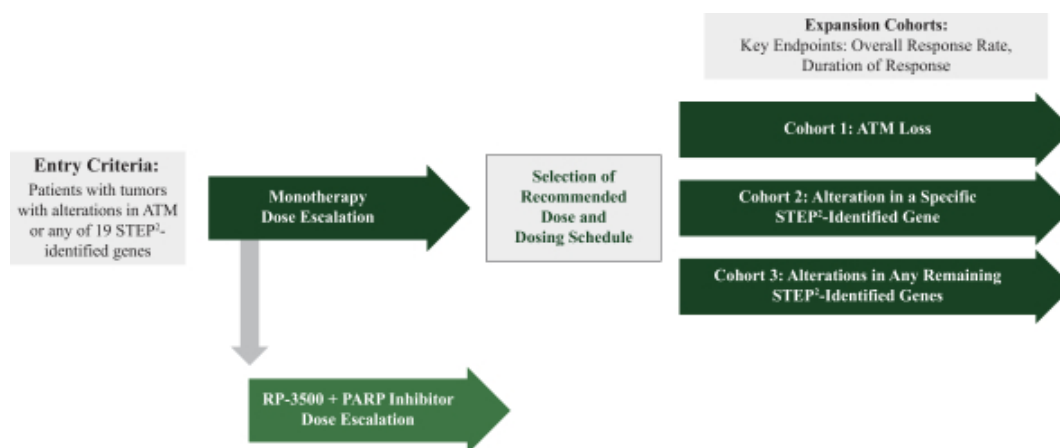 Expansion Cohorts:
Key Endpoints: Overall Response Rate,
Duration of Response
Cohort 1: ATM Loss
Entry Criteria:
Patients with tumors
with alterations in ATM
or any of 19 STEP²-
identified genes
Monotherapy
Dose Escalation
Selection of
Recommended
Dose and
Dosing Schedule
Cohort 2: Alteration in a Specific
STEP²-Identified Gene
Cohort 3: Alterations in Any Remaining
STEP²-Identified Genes
RP-3500 + PARP Inhibitor
Dose Escalation